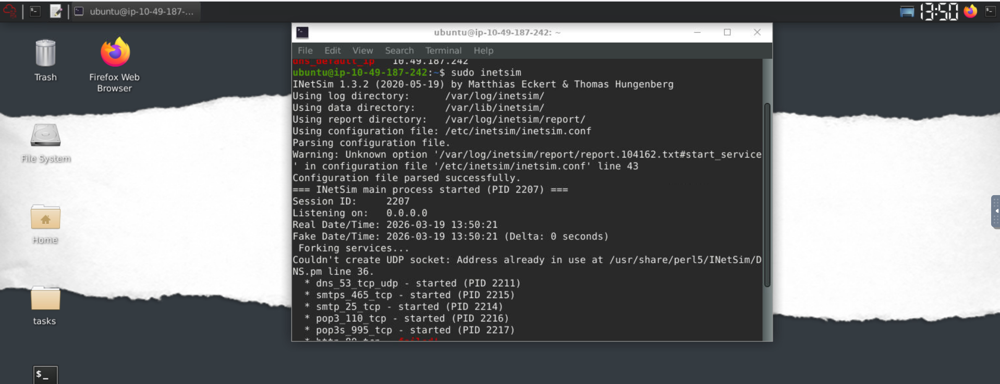 ubuntu@ip-10-49-187-...
13:50
ubuntu@ip-10-49-187-242: ~
File Edit View Search Terminal Help
dns_default_ip 10.49.187.242
ubuntu@ip-10-49-187-242:~$ sudo inetsim
INetSim 1.3.2 (2020-05-19) by Matthias Eckert & Thomas Hungenberg
Using log directory: /var/log/inetsim/
Using data directory: /var/lib/inetsim/
Using report directory: /var/log/inetsim/report/
Using configuration file: /etc/inetsim/inetsim.conf
Parsing configuration file.
Warning: Unknown option '/var/log/inetsim/report/report.104162.txt#start_service
' in configuration file '/etc/inetsim/inetsim.conf' line 43
Configuration file parsed successfully.
=== INetSim main process started (PID 2207) ===
Session ID: 2207
Listening on: 0.0.0.0
Real Date/Time: 2026-03-19 13:50:21
Fake Date/Time: 2026-03-19 13:50:21 (Delta: 0 seconds)
Forking services...
Couldn't create UDP socket: Address already in use at /usr/share/perl5/INetSim/D
NS.pm line 36.
* dns_53_tcp_udp - started (PID 2211)
* smtps_465_tcp - started (PID 2215)
* smtp_25_tcp - started (PID 2214)
* pop3_110_tcp - started (PID 2216)
* pop3s_995_tcp - started (PID 2217)
* http_80_tcp - failed!
Trash
Firefox Web
Browser
File System
Home
tasks
$_